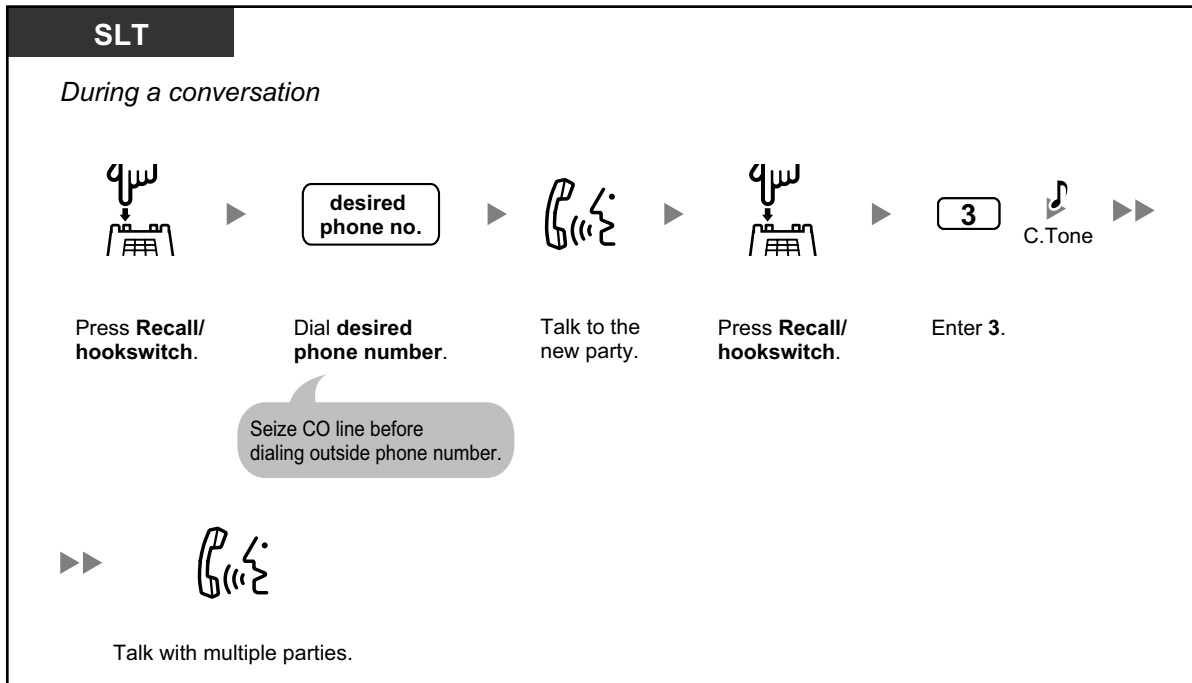 SLT
During a conversation
desired
phone no.
3
C.Tone
Press Recall/
hookswitch.
Dial desired
phone number.
Talk to the
new party.
Press Recall/
hookswitch.
Enter 3.
Seize CO line before
dialing outside phone number.
Talk with multiple parties.